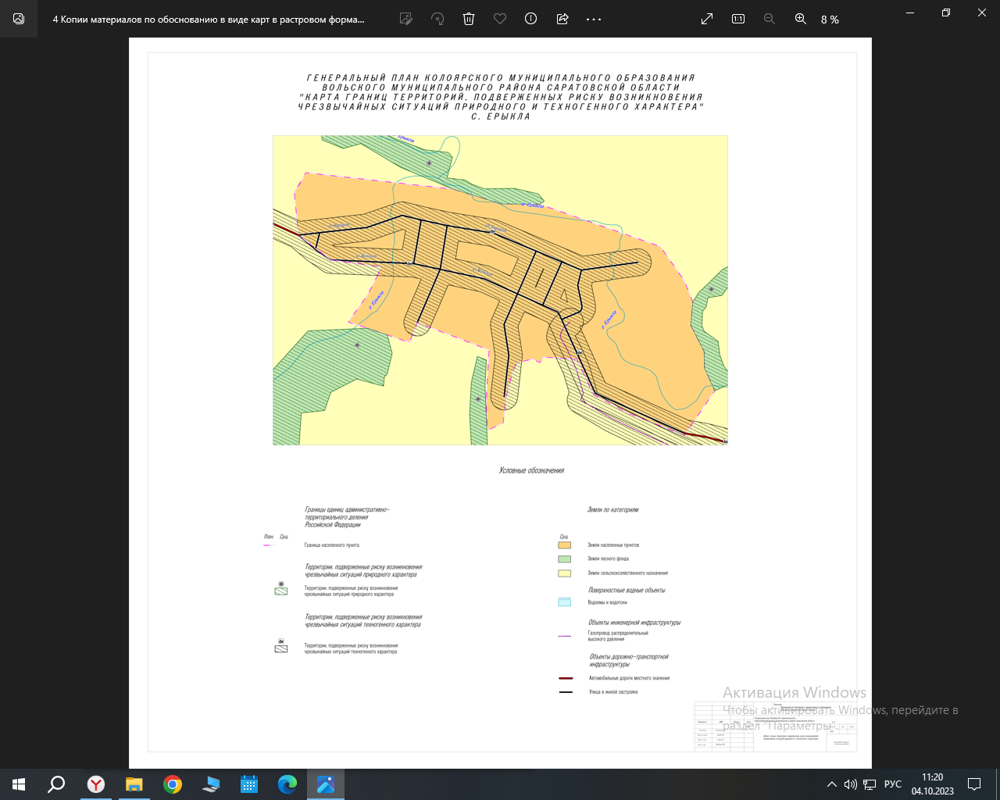 4 Копии материалов по обоснованию в виде карт в растровом форма...
8 %
ГЕНЕРАЛЬНЫЙ ПЛАН КОЛОЯРСКОГО МУНИЦИПАЛЬНОГО ОБРАЗОВАНИЯ
ВОЛЬСКОГО МУНИЦИПАЛЬНОГО РАЙОНА САРАТОВСКОЙ ОБЛАСТИ
"КАРТА ГРАНИЦ ТЕРРИТОРИЙ, ПОДВЕРЖЕННЫХ РИСКУ ВОЗНИКНОВЕНИЯ
ЧРЕЗВЫЧАЙНЫХ СИТУАЦИЙ ПРИРОДНОГО И ТЕХНОГЕННОГО ХАРАКТЕРА"
С. ЕРЫКЛА
р. Ерыкла
р. Ерыкла
р. Ерыкла
р. Ерыкла
Условные обозначения
Границы единиц административно-
территориального деления
Российской Федерации
План. Сущ.
Граница населенного пункта
Территории, подверженные риску возникновения
чрезвычайных ситуаций природного характера
Территории, подверженные риску возникновения
чрезвычайных ситуаций природного характера
Территории, подверженные риску возникновения
чрезвычайных ситуаций техногенного характера
Территории, подверженные риску возникновения
чрезвычайных ситуаций техногенного характера
Земли по категориям
Сущ.
Земли населенных пунктов
Земли лесного фонда
Земли сельскохозяйственного назначения
Поверхностные водные объекты
Водоемы и водотоки
Объекты инженерной инфраструктуры
Газопровод распределительный
высокого давления
Объекты дорожно-транспортной
инфраструктуры
Автомобильные дороги местного значения
Улица в жилой застройке
Активация Windows
Чтобы активировать Windows, перейдите в
раздел "Параметры".
РУС
11:20
04.10.2023